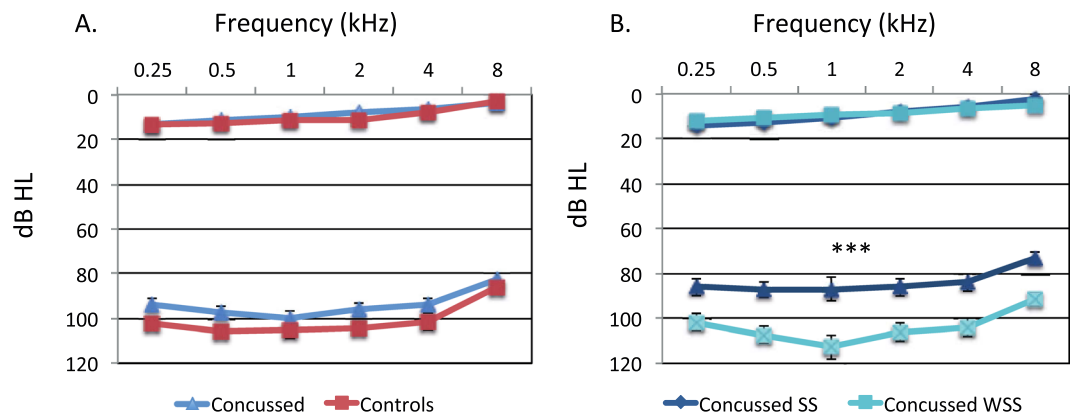 A. Frequency (kHz)
0.25 0.5 1 2 4 8
0
20
40
60
80
100
120
dB HL
Concussed Controls
B. Frequency (kHz)
0.25 0.5 1 2 4 8
0
20
40
60
80
100
120
dB HL
***
Concussed SS Concussed WSS